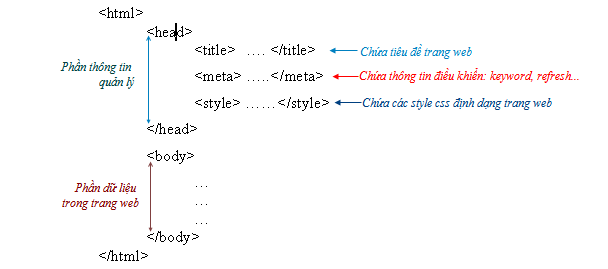 <html>
<head>
<title> .... </title> Chứa tiêu đề trang web
Phần thông tin
quản lý
<meta> .....</meta> Chứa thông tin điều khiển: keyword, refresh...
<style> ......</style> Chứa các style css định dạng trang web
</head>
<body>
Phần dữ liệu
trong trang web
...
...
...
</body>
</html>